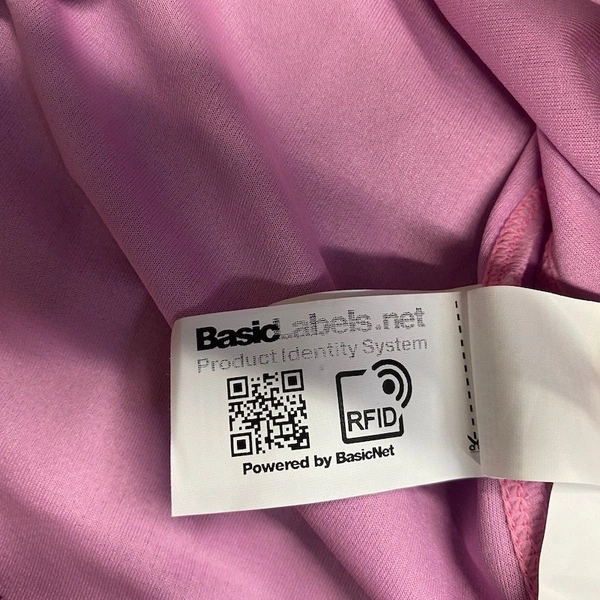 BasicLabels.net
Product Identity System
RFID
Powered by BasicNet